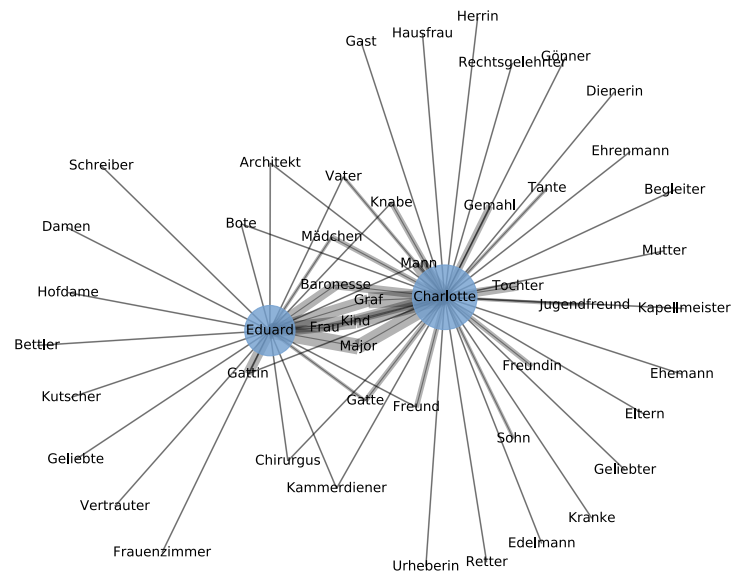 Herrin
Hausfrau
Gast
Gönner
Rechtsgelehrter
Dienerin
Ehrenmann
Architekt
Schreiber
Vater
Tante
Begleiter
Knabe
Gemahl
Bote
Damen
Mädchen
Mutter
Mann
Baronesse
Tochter
Hofdame
Graf
Charlotte
Jugendfreund
Kapellmeister
Kind
Frau
Eduard
Bettler
Major
Freundin
Gattin
Ehemann
Kutscher
Gatte
Freund
Eltern
Sohn
Geliebte
Chirurgus
Geliebter
Kammerdiener
Vertrauter
Kranke
Edelmann
Frauenzimmer
Retter
Urheberin